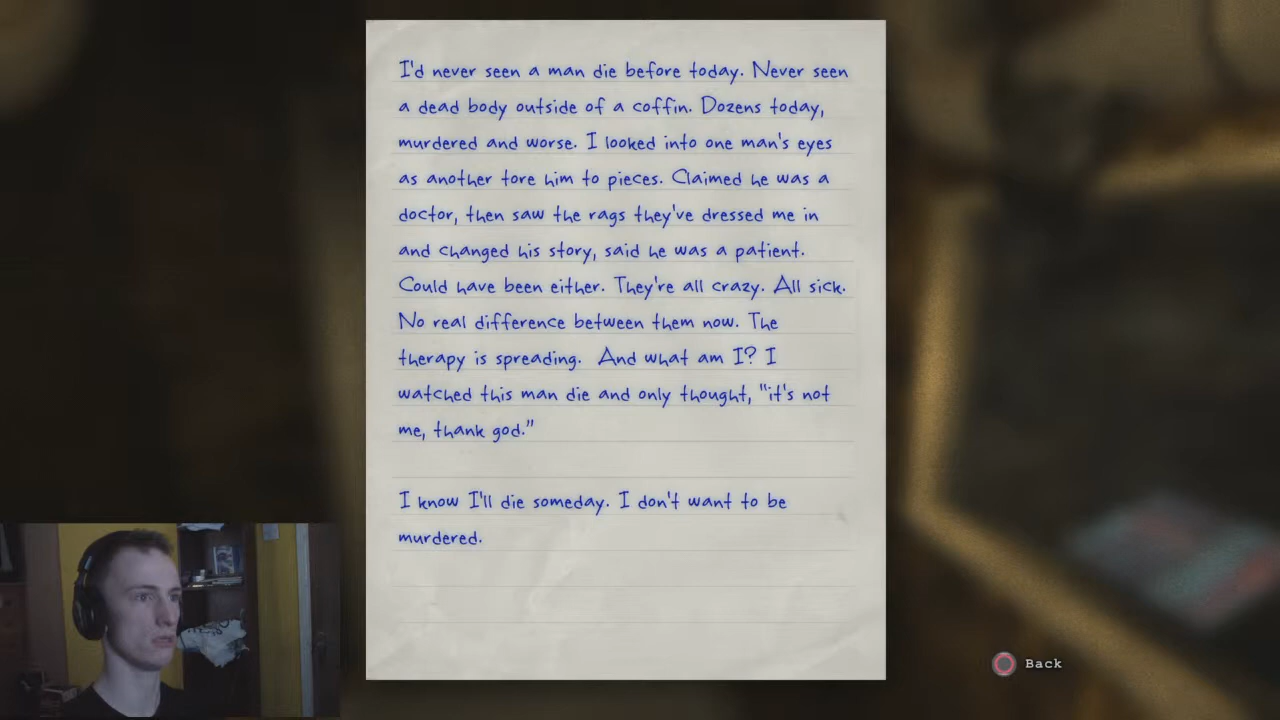 I'd never seen a man die before today. Never seen
a dead body outside of a coffin. Dozens today,
murdered and worse. I looked into one man's eyes
as another tore him to pieces. Claimed he was a
doctor, then saw the rags they've dressed me in
and changed his story, said he was a patient.
Could have been either. They're all crazy. All sick.
No real difference between them now. The
therapy is spreading.  And what am I? I
watched this man die and only thought, "it's not
me, thank god."
I know I'll die someday. I don't want to be
murdered.
Back